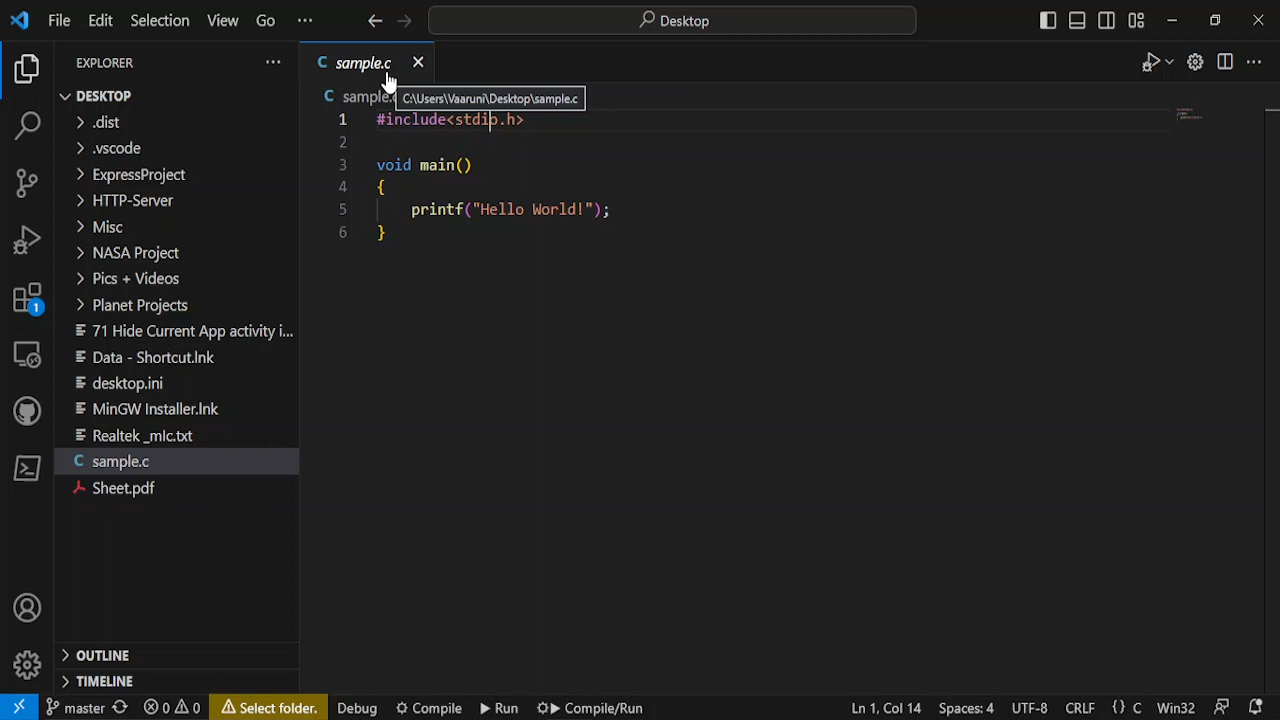 File Edit Selection View Go ··· Desktop
EXPLORER ···
sample.c
DESKTOP
sample.c
C:\Users\Vaaruni\Desktop\sample.c
.dist
.vscode
ExpressProject
HTTP-Server
Misc
NASA Project
Pics + Videos
Planet Projects
71 Hide Current App activity i...
Data - Shortcut.lnk
desktop.ini
MinGW Installer.lnk
Realtek _mlc.txt
C sample.c
Sheet.pdf
OUTLINE
TIMELINE
1 #include<stdio.h>
2
3 void main()
4 {
5 printf("Hello World!");
6 }
1
master 0 0 Select folder. Debug Compile Run Compile/Run Ln 1, Col 14 Spaces: 4 UTF-8 CRLF {} C Win32